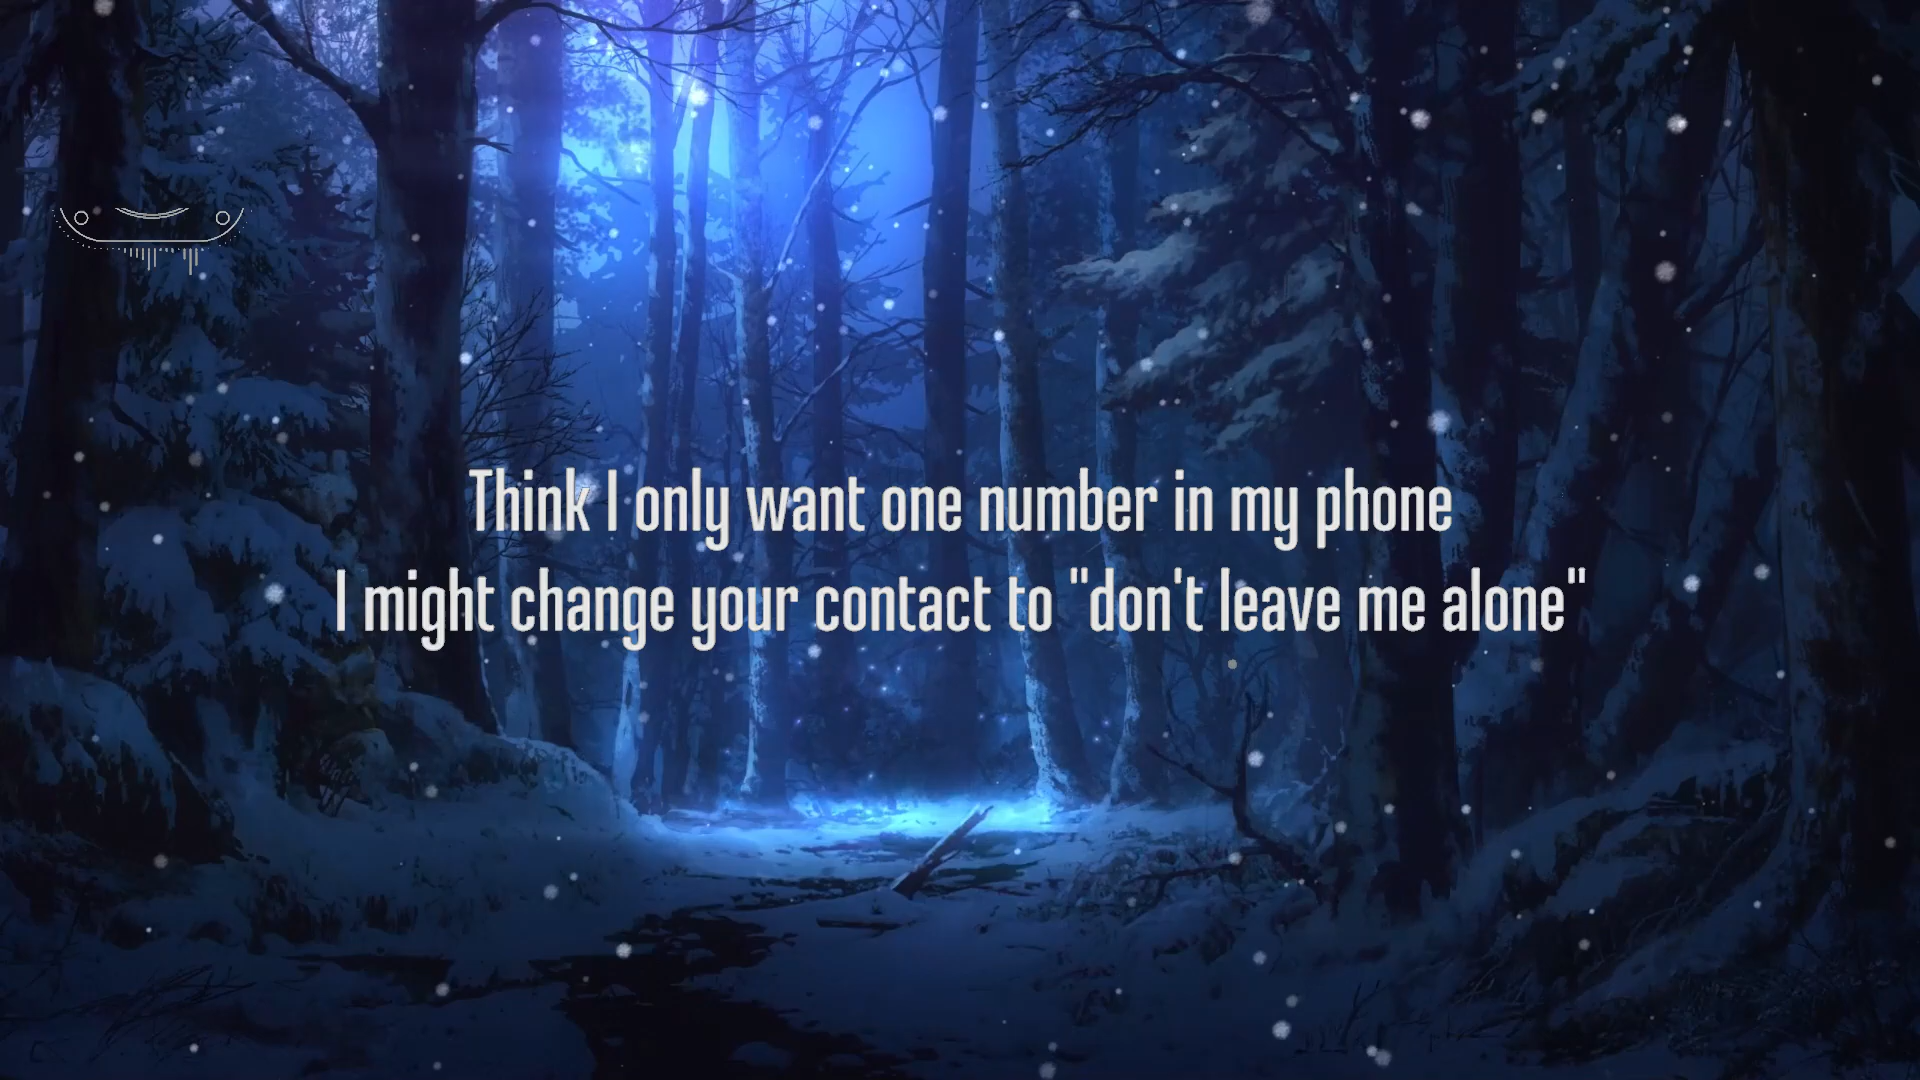 Think I only want one number in my phone
I might change your contact to "don't leave me alone"